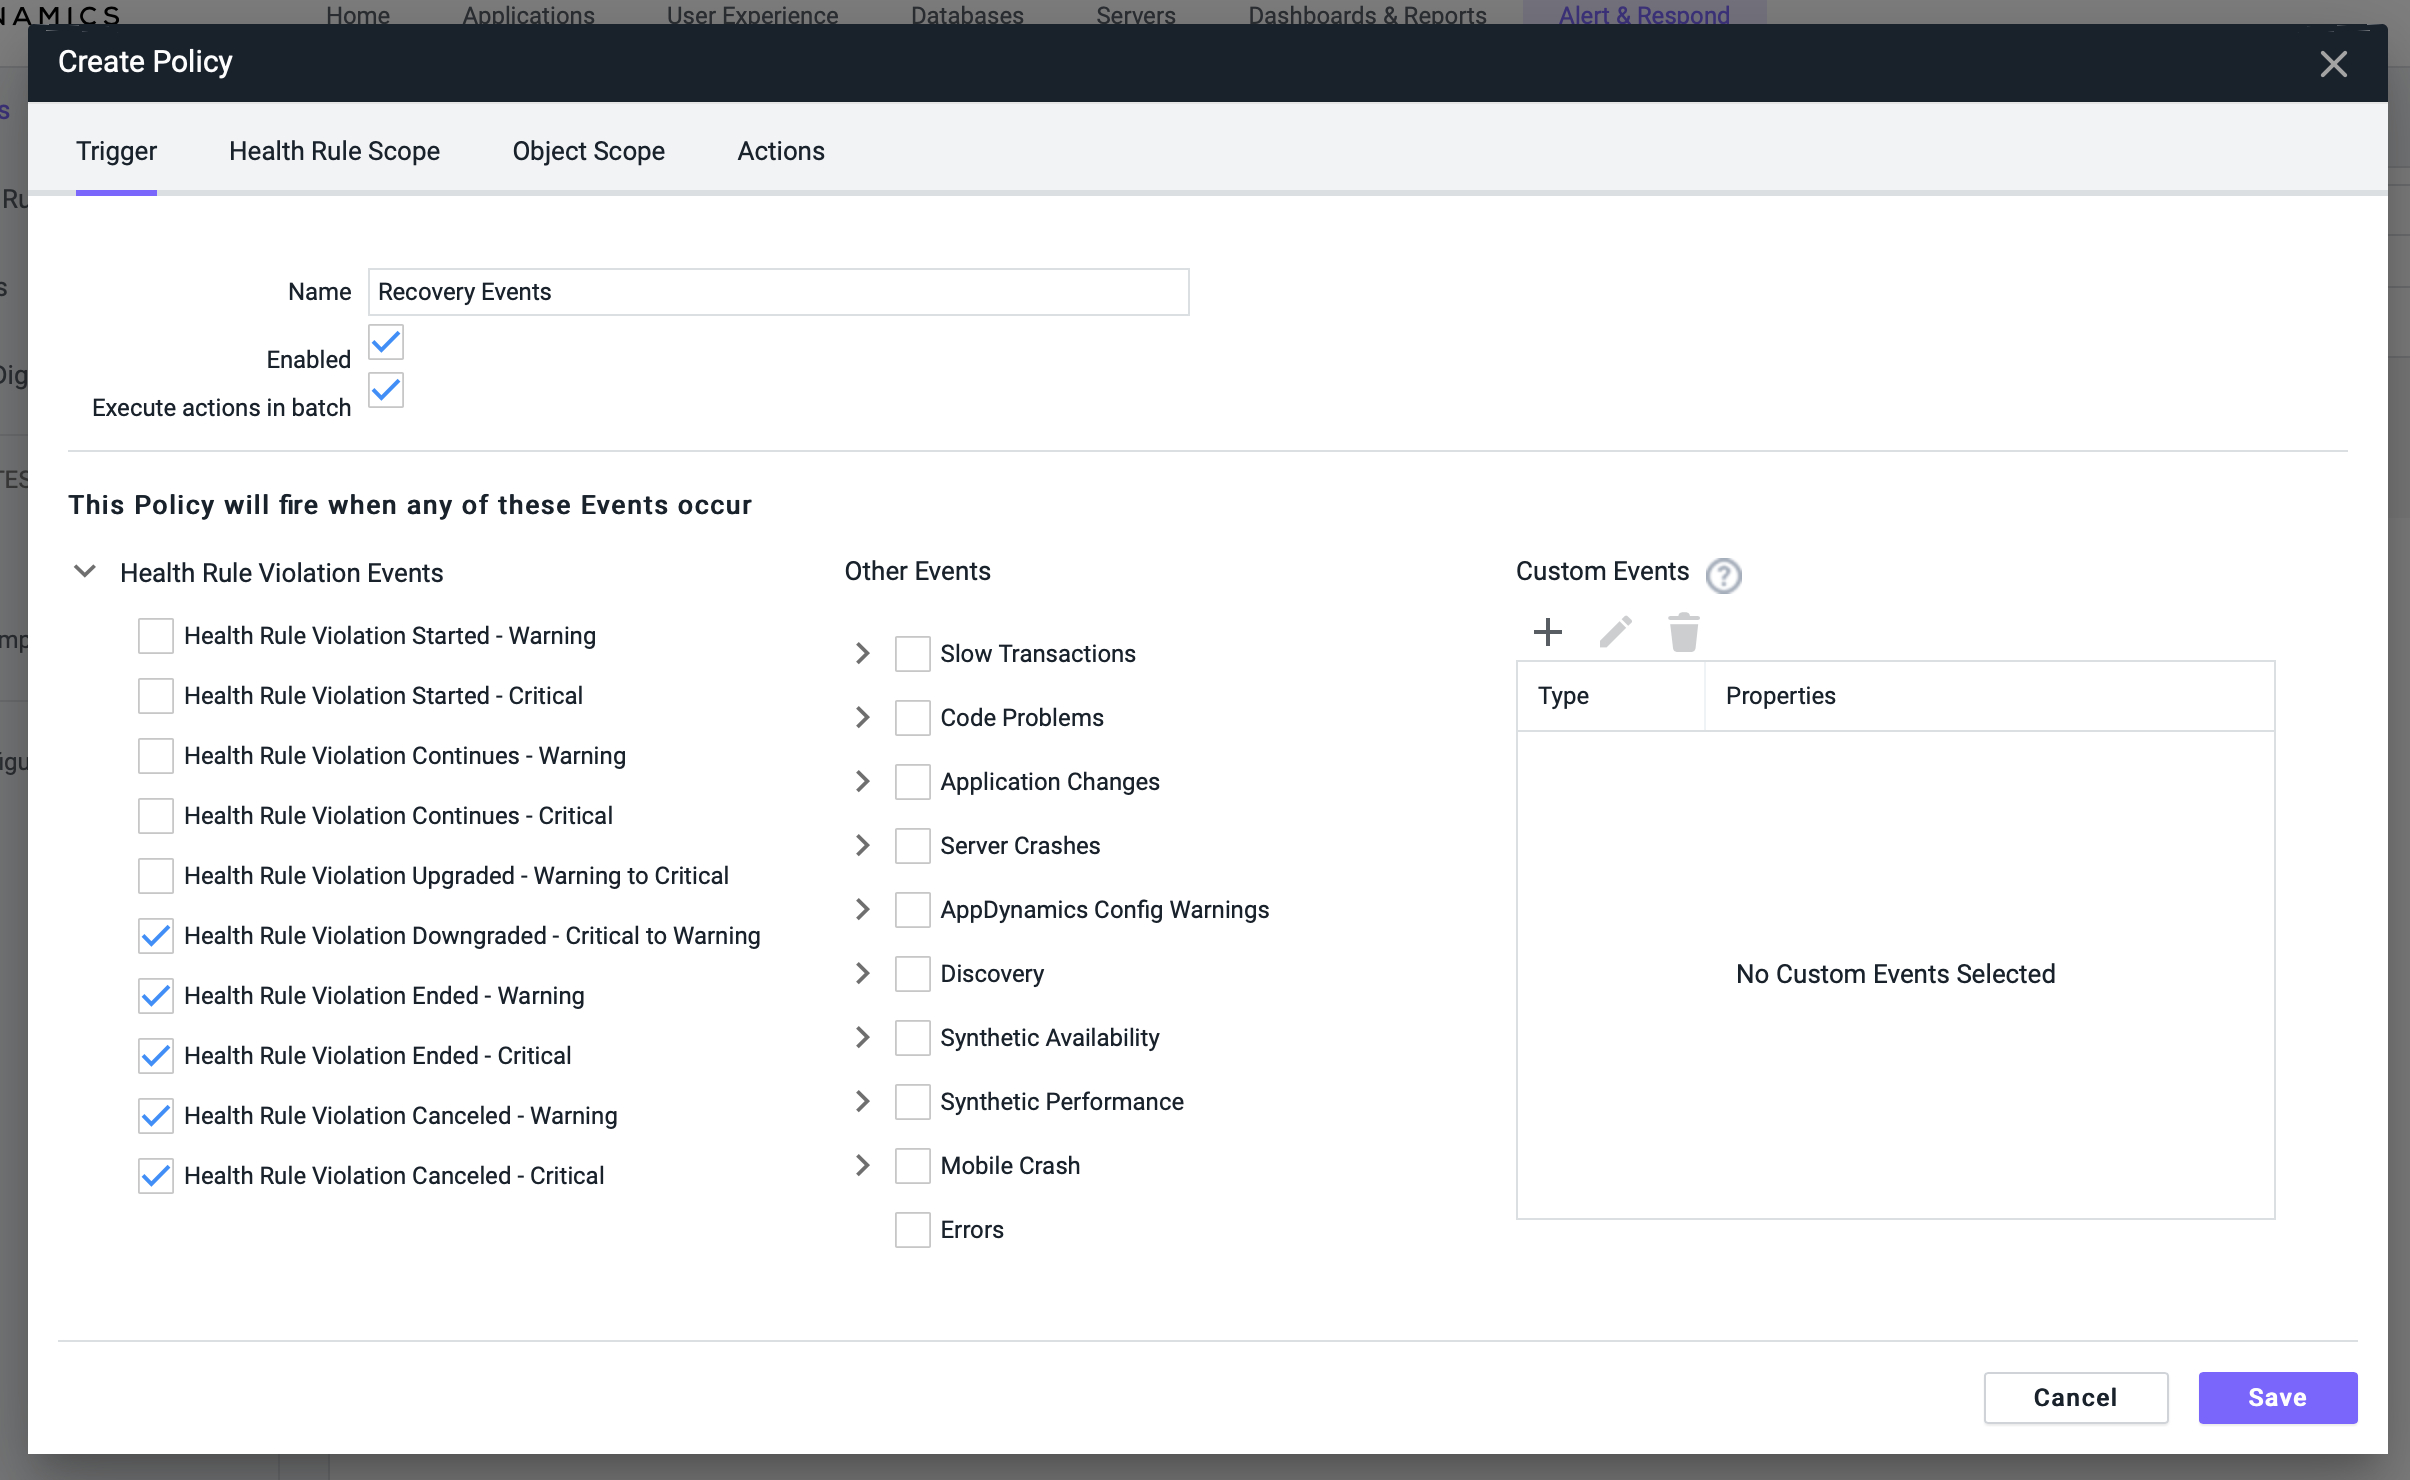 NAMICS Home Applications User Experience Databases Servers Dashboards & Reports Alert & Respond
Create Policy
Trigger Health Rule Scope Object Scope Actions
Name Recovery Events
Enabled
Execute actions in batch
This Policy will fire when any of these Events occur
Health Rule Violation Events
Health Rule Violation Started - Warning
Health Rule Violation Started - Critical
Health Rule Violation Continues - Warning
Health Rule Violation Continues - Critical
Health Rule Violation Upgraded - Warning to Critical
Health Rule Violation Downgraded - Critical to Warning
Health Rule Violation Ended - Warning
Health Rule Violation Ended - Critical
Health Rule Violation Canceled - Warning
Health Rule Violation Canceled - Critical
Other Events
Slow Transactions
Code Problems
Application Changes
Server Crashes
AppDynamics Config Warnings
Discovery
Synthetic Availability
Synthetic Performance
Mobile Crash
Errors
Custom Events ?
Type Properties
No Custom Events Selected
Cancel Save